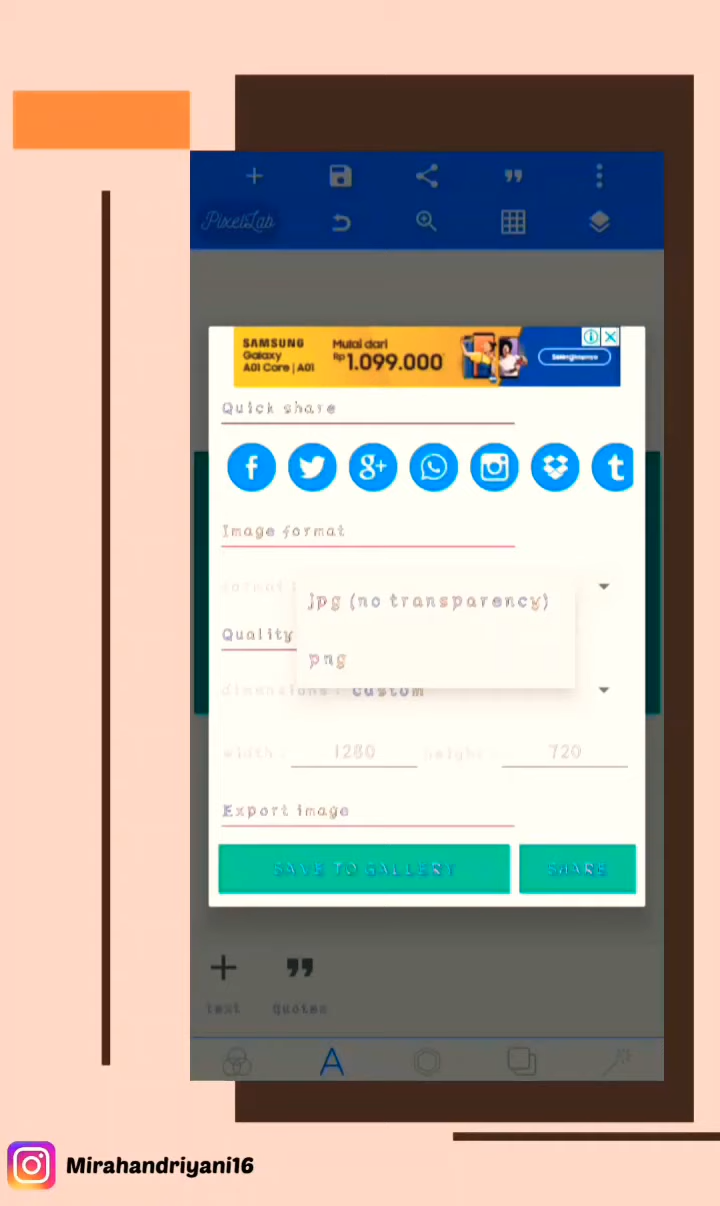 PixelLab
SAMSUNG
Galaxy
A01 Core | A01
Mulai dari
Rp 1.099.000
Selengkapnya
Quick share
Image format
format :
jpg (no transparency)
Quality
png
dimensions : custom
width : 1280 height : 720
Export image
SAVE TO GALLERY SHARE
text quotes
Mirahandriyani16